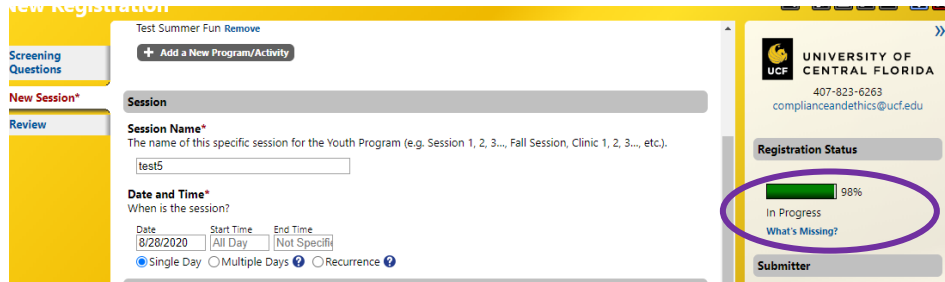 New Registration
Test Summer Fun Remove
+ Add a New Program/Activity
Screening
Questions
New Session*
Review
Session
Session Name*
The name of this specific session for the Youth Program (e.g. Session 1, 2, 3..., Fall Session, Clinic 1, 2, 3..., etc.).
test5
Date and Time*
When is the session?
Date Start Time End Time
8/28/2020 All Day Not Specifi
Single Day Multiple Days ? Recurrence ?
UCF
UNIVERSITY OF
CENTRAL FLORIDA
407-823-6263
complianceandethics@ucf.edu
Registration Status
98%
In Progress
What's Missing?
Submitter